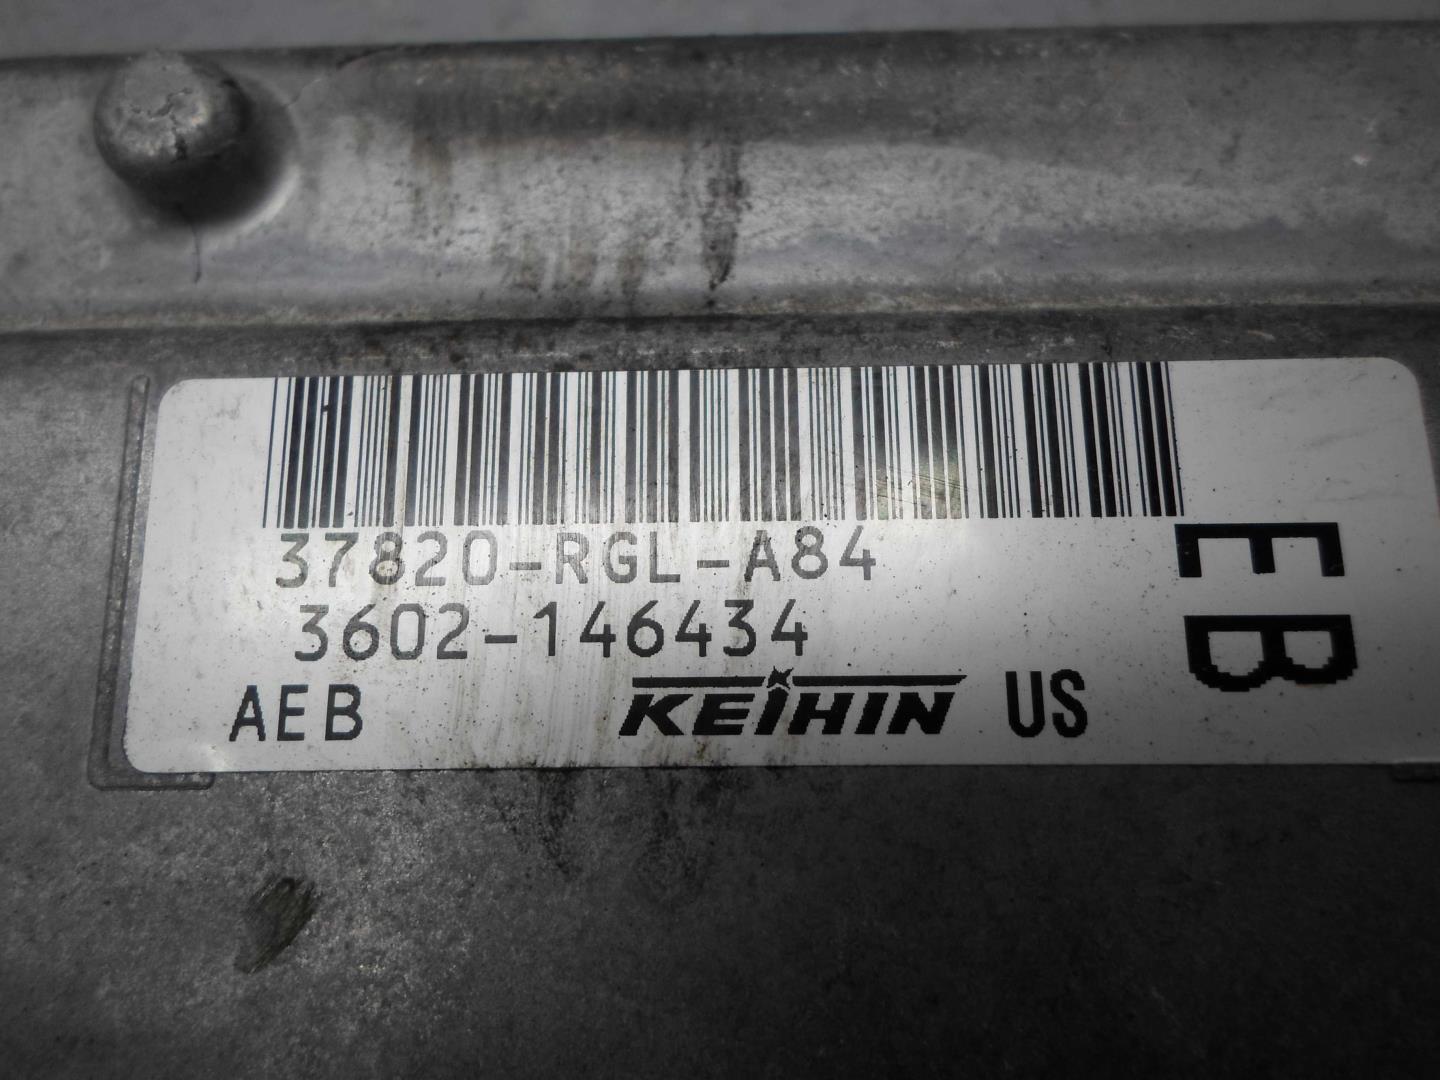 37820-RGL-A84
3602-146434
AEB KEIHIN US
EB